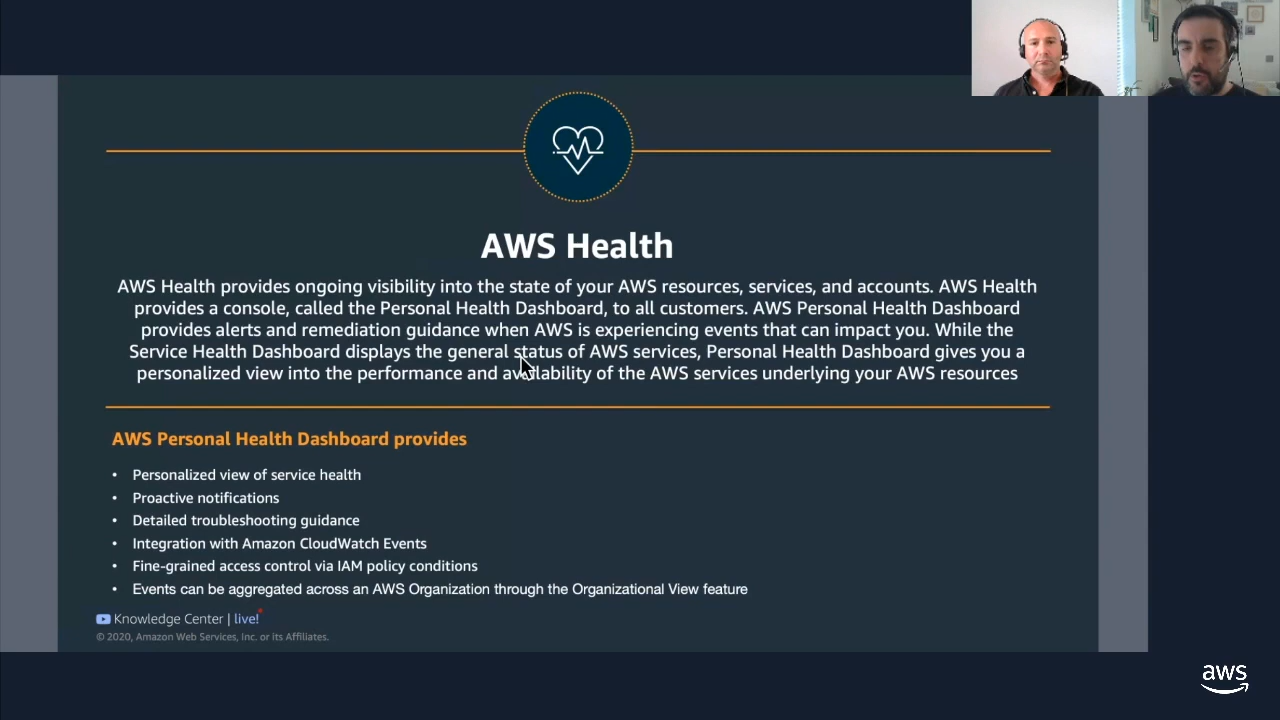 AWS Health
AWS Health provides ongoing visibility into the state of your AWS resources, services, and accounts. AWS Health
provides a console, called the Personal Health Dashboard, to all customers. AWS Personal Health Dashboard
provides alerts and remediation guidance when AWS is experiencing events that can impact you. While the
Service Health Dashboard displays the general status of AWS services, Personal Health Dashboard gives you a
personalized view into the performance and availability of the AWS services underlying your AWS resources
AWS Personal Health Dashboard provides
• Personalized view of service health
• Proactive notifications
• Detailed troubleshooting guidance
• Integration with Amazon CloudWatch Events
• Fine-grained access control via IAM policy conditions
• Events can be aggregated across an AWS Organization through the Organizational View feature
Knowledge Center | live!
© 2020, Amazon Web Services, Inc. or its Affiliates.
aws